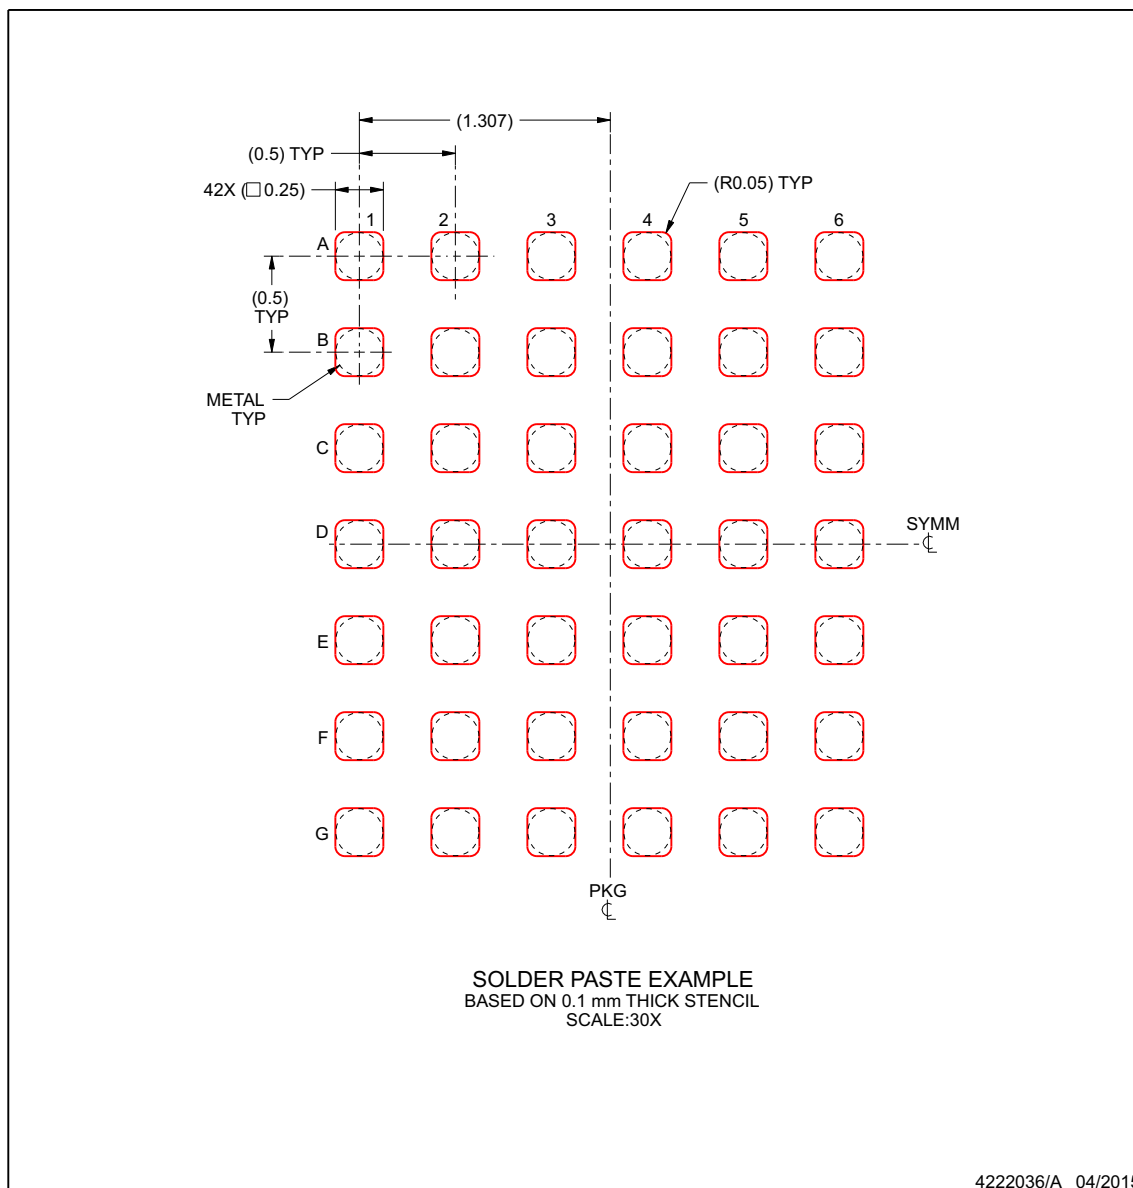 (1.307)
(0.5) TYP
42X (□ 0.25)
(R0.05) TYP
1 2 3 4 5 6
A
(0.5)
TYP
B
METAL
TYP
C
D
SYMM
E
F
G
PKG
SOLDER PASTE EXAMPLE
BASED ON 0.1 mm THICK STENCIL
SCALE:30X
4222036/A 04/2015